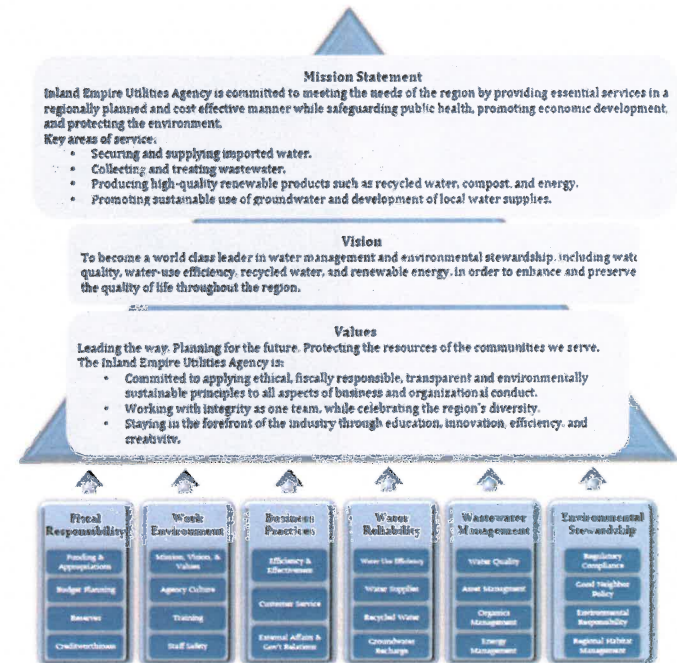 Mission Statement
Inland Empire Utilities Agency is committed to meeting the needs of the region by providing essential services in a
regionally planned and cost effective manner while safeguarding public health, promoting economic development,
and protecting the environment.
Key areas of service:
• Securing and supplying imported water.
• Collecting and treating wastewater.
• Producing high-quality renewable products such as recycled water, compost, and energy.
• Promoting sustainable use of groundwater and development of local water supplies.
Vision
To become a world class leader in water management and environmental stewardship, including wate
quality, water-use efficiency, recycled water, and renewable energy, in order to enhance and preserve
the quality of life throughout the region.
Values
Leading the way. Planning for the future. Protecting the resources of the communities we serve.
The Inland Empire Utilities Agency is:
• Committed to applying ethical, fiscally responsible, transparent and environmentally
sustainable principles to all aspects of business and organizational conduct.
• Working with integrity as one team, while celebrating the region's diversity.
• Staying in the forefront of the industry through education, innovation, efficiency, and
creativity.
Fiscal
Responsibility
Funding &
Appropriations
Budget Planning
Reserves
Creditworthiness
Work
Environment
Mission, Vision, &
Values
Agency Culture
Training
Staff Safety
Business
Practices
Efficiency &
Effectiveness
Customer Service
External Affairs &
Gov't Relations
Water
Reliability
Water Use Efficiency
Water Supplies
Recycled Water
Groundwater
Recharge
Wastewater
Management
Water Quality
Asset Managment
Organics
Management
Energy
Management
Environmental
Stewardship
Regulatory
Compliance
Good Neighbor
Policy
Environmental
Responsibility
Regional Habitat
Management